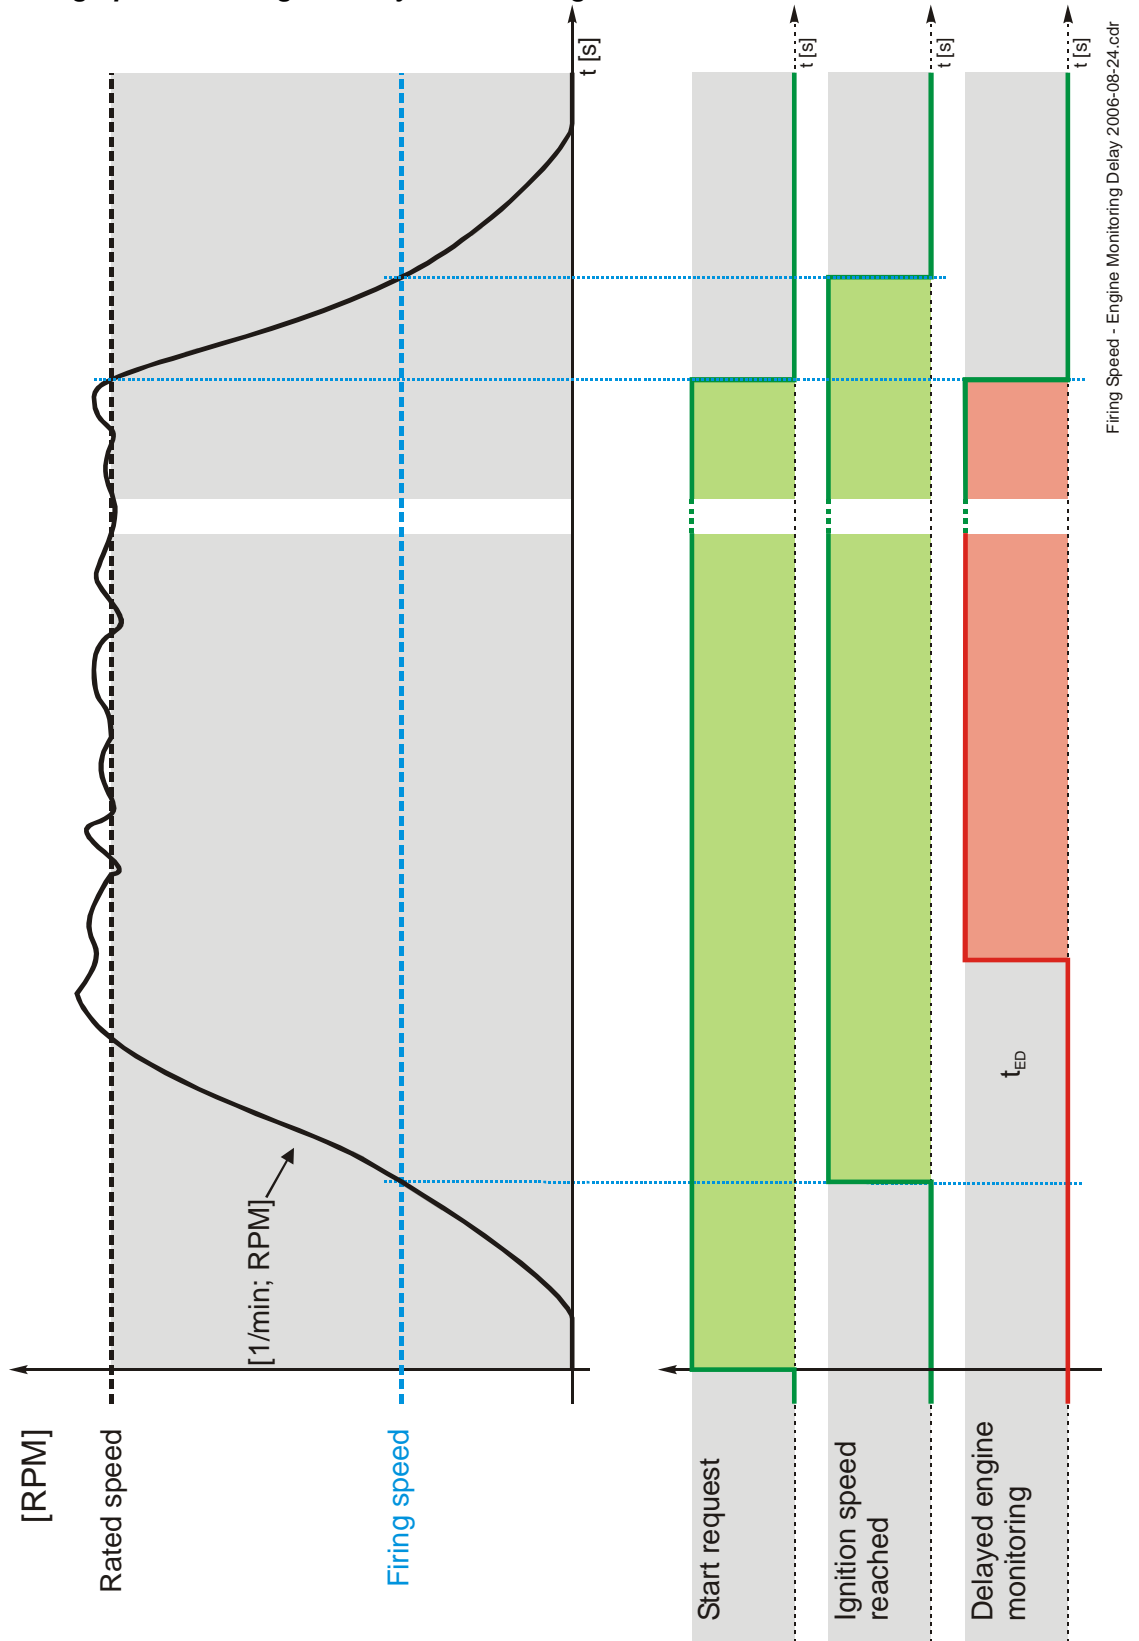 [RPM]
Rated speed
[1/min; RPM]
Firing speed
t [s]
Start request
t [s]
Ignition speed
reached
t [s]
Delayed engine
monitoring
t ED
t [s]
Firing Speed - Engine Monitoring Delay 2006-08-24.cdr